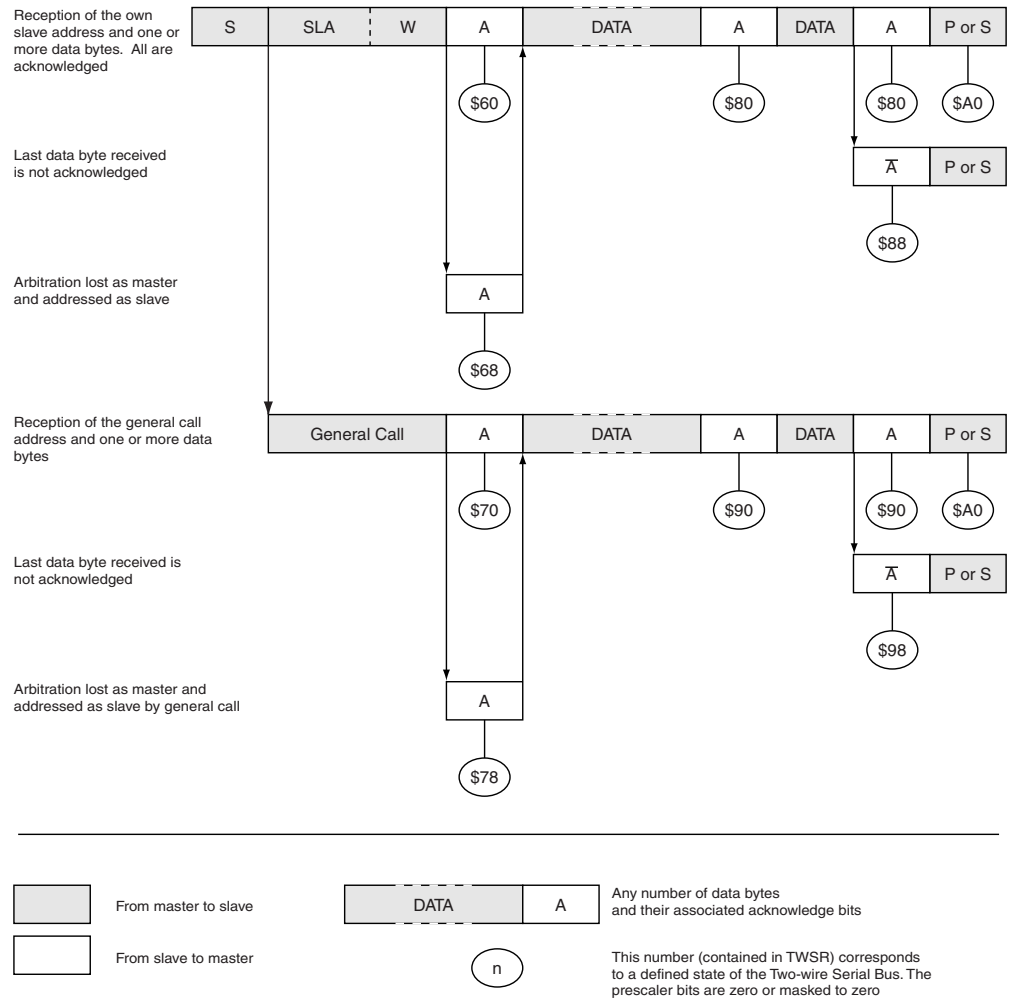 Reception of the own
slave address and one or
more data bytes.  All are
acknowledged
S SLA W A DATA A DATA A P or S
$60 $80 $80 $A0
Last data byte received
is not acknowledged
A̅ P or S
$88
Arbitration lost as master
and addressed as slave
A
$68
Reception of the general call
address and one or more data
bytes
General Call A DATA A DATA A P or S
$70 $90 $90 $A0
Last data byte received is
not acknowledged
A̅ P or S
$98
Arbitration lost as master and
addressed as slave by general call
A
$78
From master to slave
DATA A
Any number of data bytes
and their associated acknowledge bits
From slave to master
n
This number (contained in TWSR) corresponds
to a defined state of the Two-wire Serial Bus. The
prescaler bits are zero or masked to zero